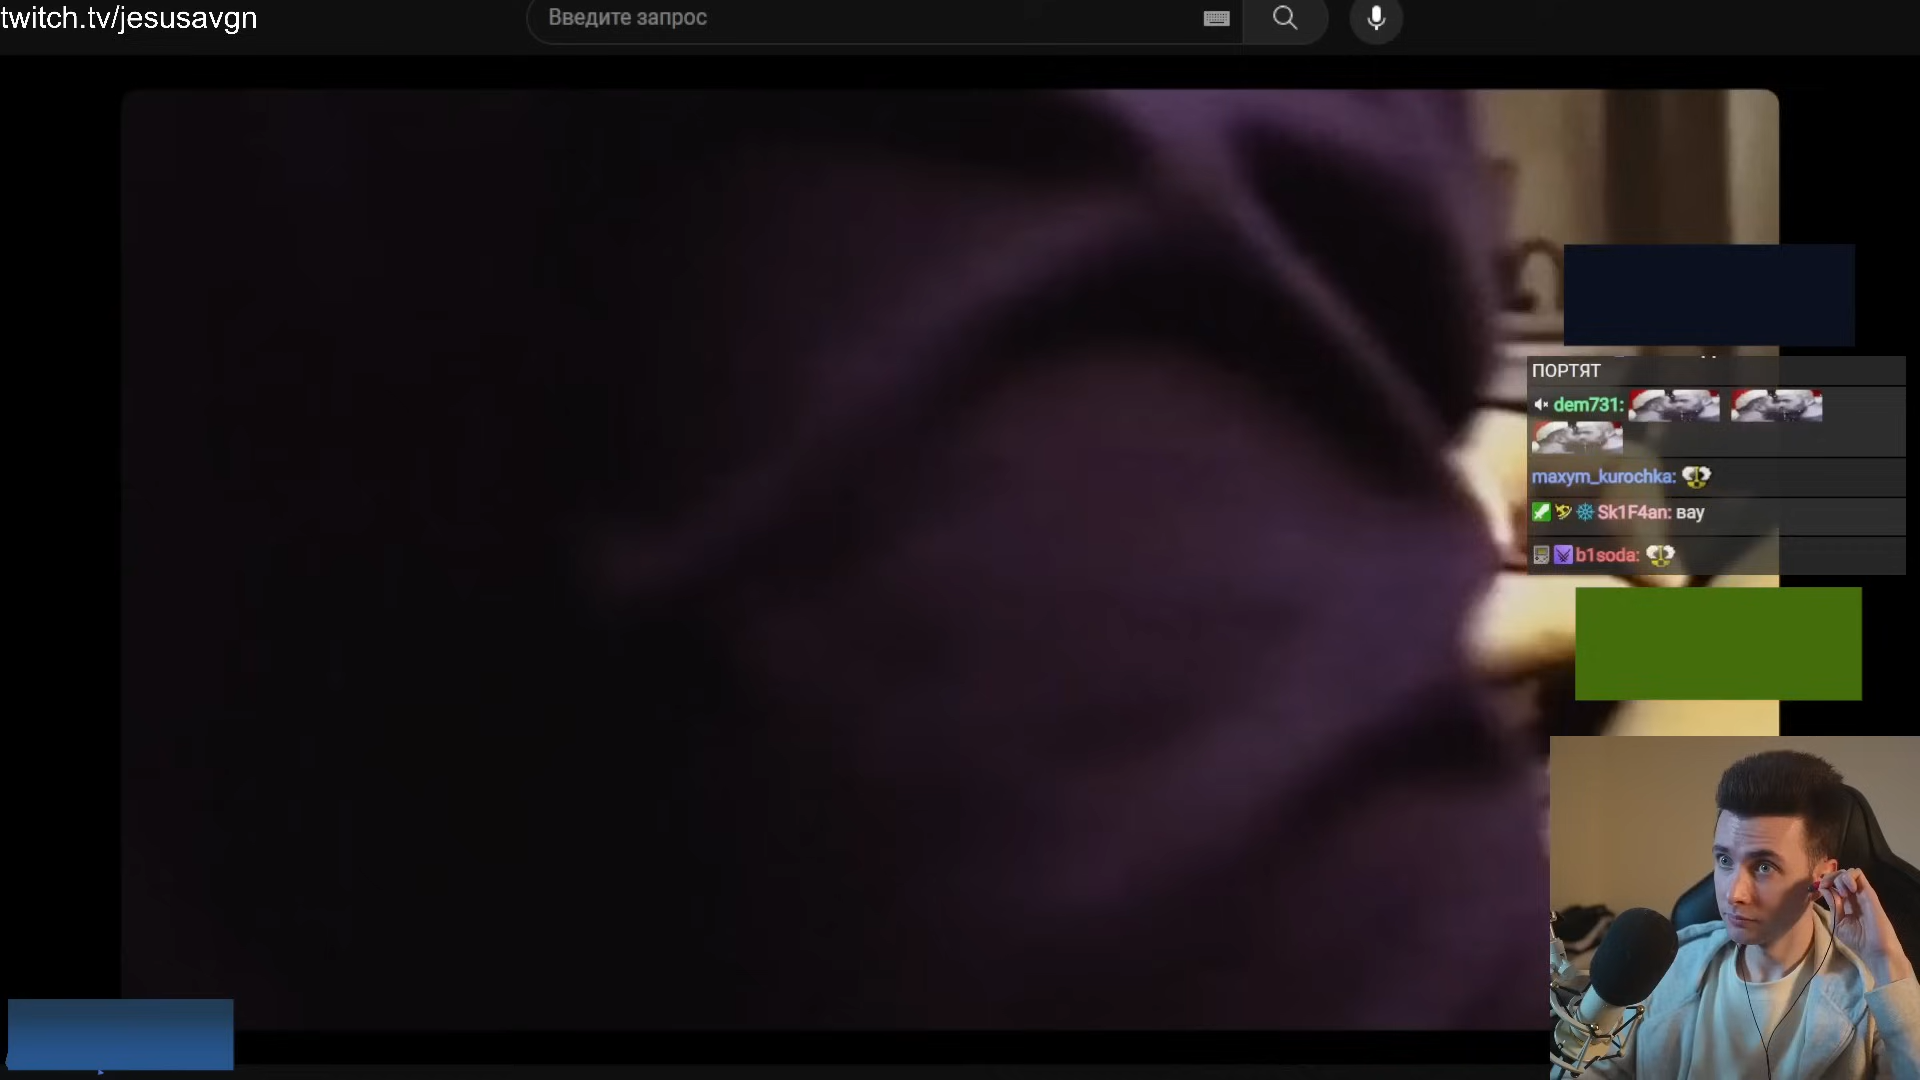 twitch.tv/jesusavgn
Введите запрос
ПОРТЯТ
dem731:
maxym_kurochka:
Sk1F4an: вау
b1soda: